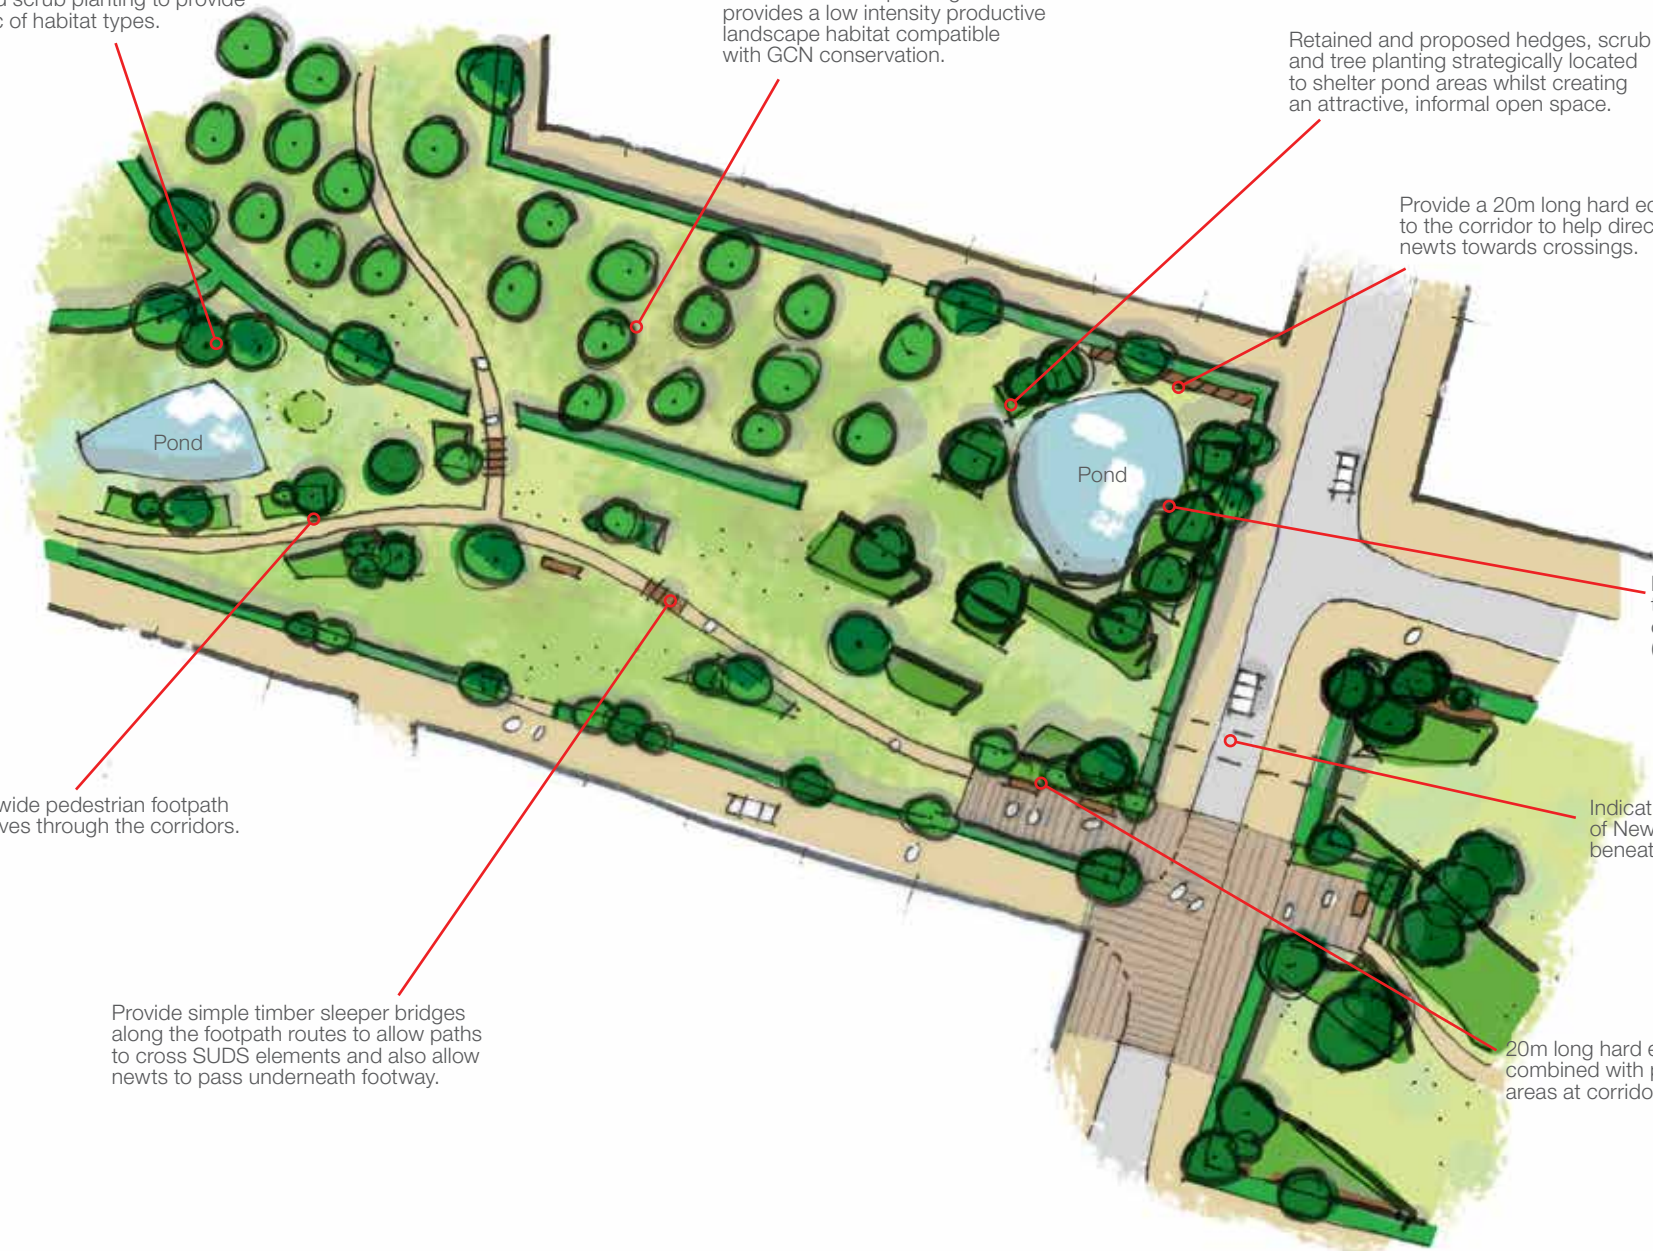 scrub planting to provide
of habitat types.
provides a low intensity productive
landscape habitat compatible
with GCN conservation.
Retained and proposed hedges, scrub
and tree planting strategically located
to shelter pond areas whilst creating
an attractive, informal open space.
Provide a 20m long hard
to the corridor to help
newts towards crossings.
Pond
Pond
wide pedestrian footpath
through the corridors.
of
Provide simple timber sleeper bridges
along the footpath routes to allow paths
to cross SUDS elements and also allow
newts to pass underneath footway.
20m long hard
combined with
areas at